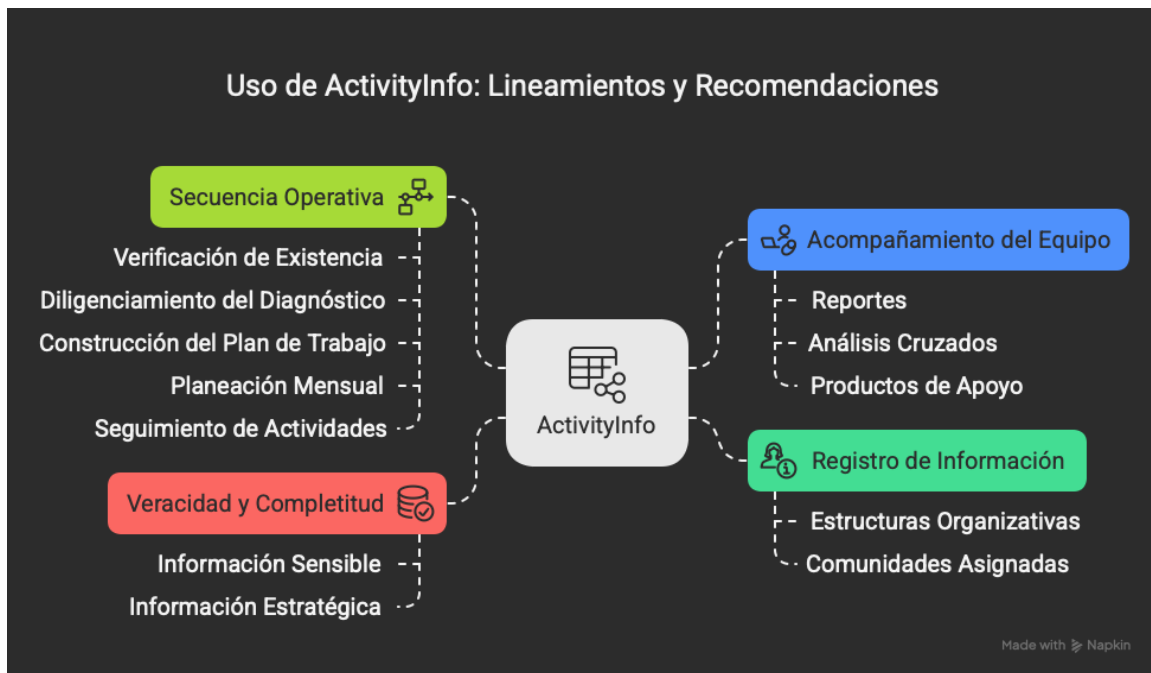 Uso de ActivityInfo: Lineamientos y Recomendaciones
Secuencia Operativa
Verificación de Existencia
Diligenciamiento del Diagnóstico
Construcción del Plan de Trabajo
Planeación Mensual
Seguimiento de Actividades
Veracidad y Completitud
Información Sensible
Información Estratégica
ActivityInfo
Acompañamiento del Equipo
Reportes
Análisis Cruzados
Productos de Apoyo
Registro de Información
Estructuras Organizativas
Comunidades Asignadas
Made with Napkin